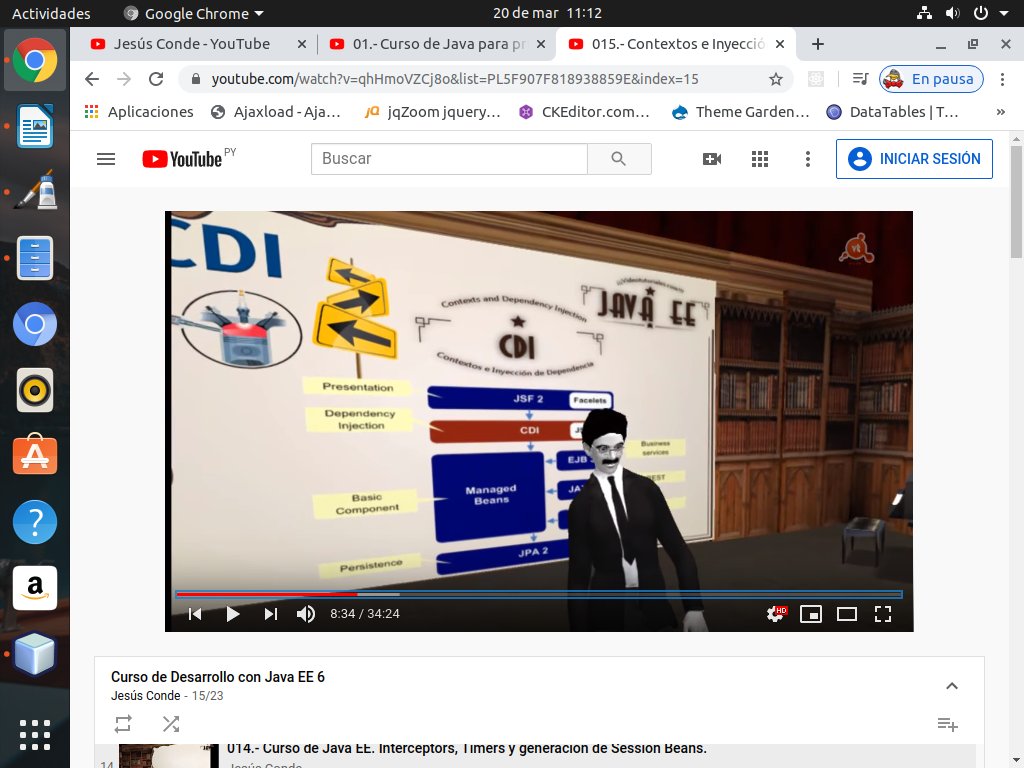 Actividades
Google Chrome
20 de mar 11:12
Jesús Conde - YouTube
01.- Curso de Java para pr
015.- Contextos e Inyecció
youtube.com/watch?v=qhHmoVZCj8o&list=PL5F907F818938859E&index=15
En pausa
Aplicaciones
Ajaxload - Aja...
jqZoom jquery...
CKEditor.com...
Theme Garden...
DataTables | T...
»
YouTube PY
Buscar
INICIAR SESIÓN
CDI
vt
JAVA EE
Contexts and Dependency Injection
CDI
Contextos e Inyección de Dependencia
Presentation
JSF 2
Facelets
Dependency
Injection
CDI
Business
services
EJB
Managed
Beans
Basic
Component
JPA 2
Persistence
8:34 / 34:24
HD
Curso de Desarrollo con Java EE 6
Jesús Conde - 15/23
14
014.- Curso de Java EE. Interceptors, Timers y generación de Session Beans.
Jesús Conde